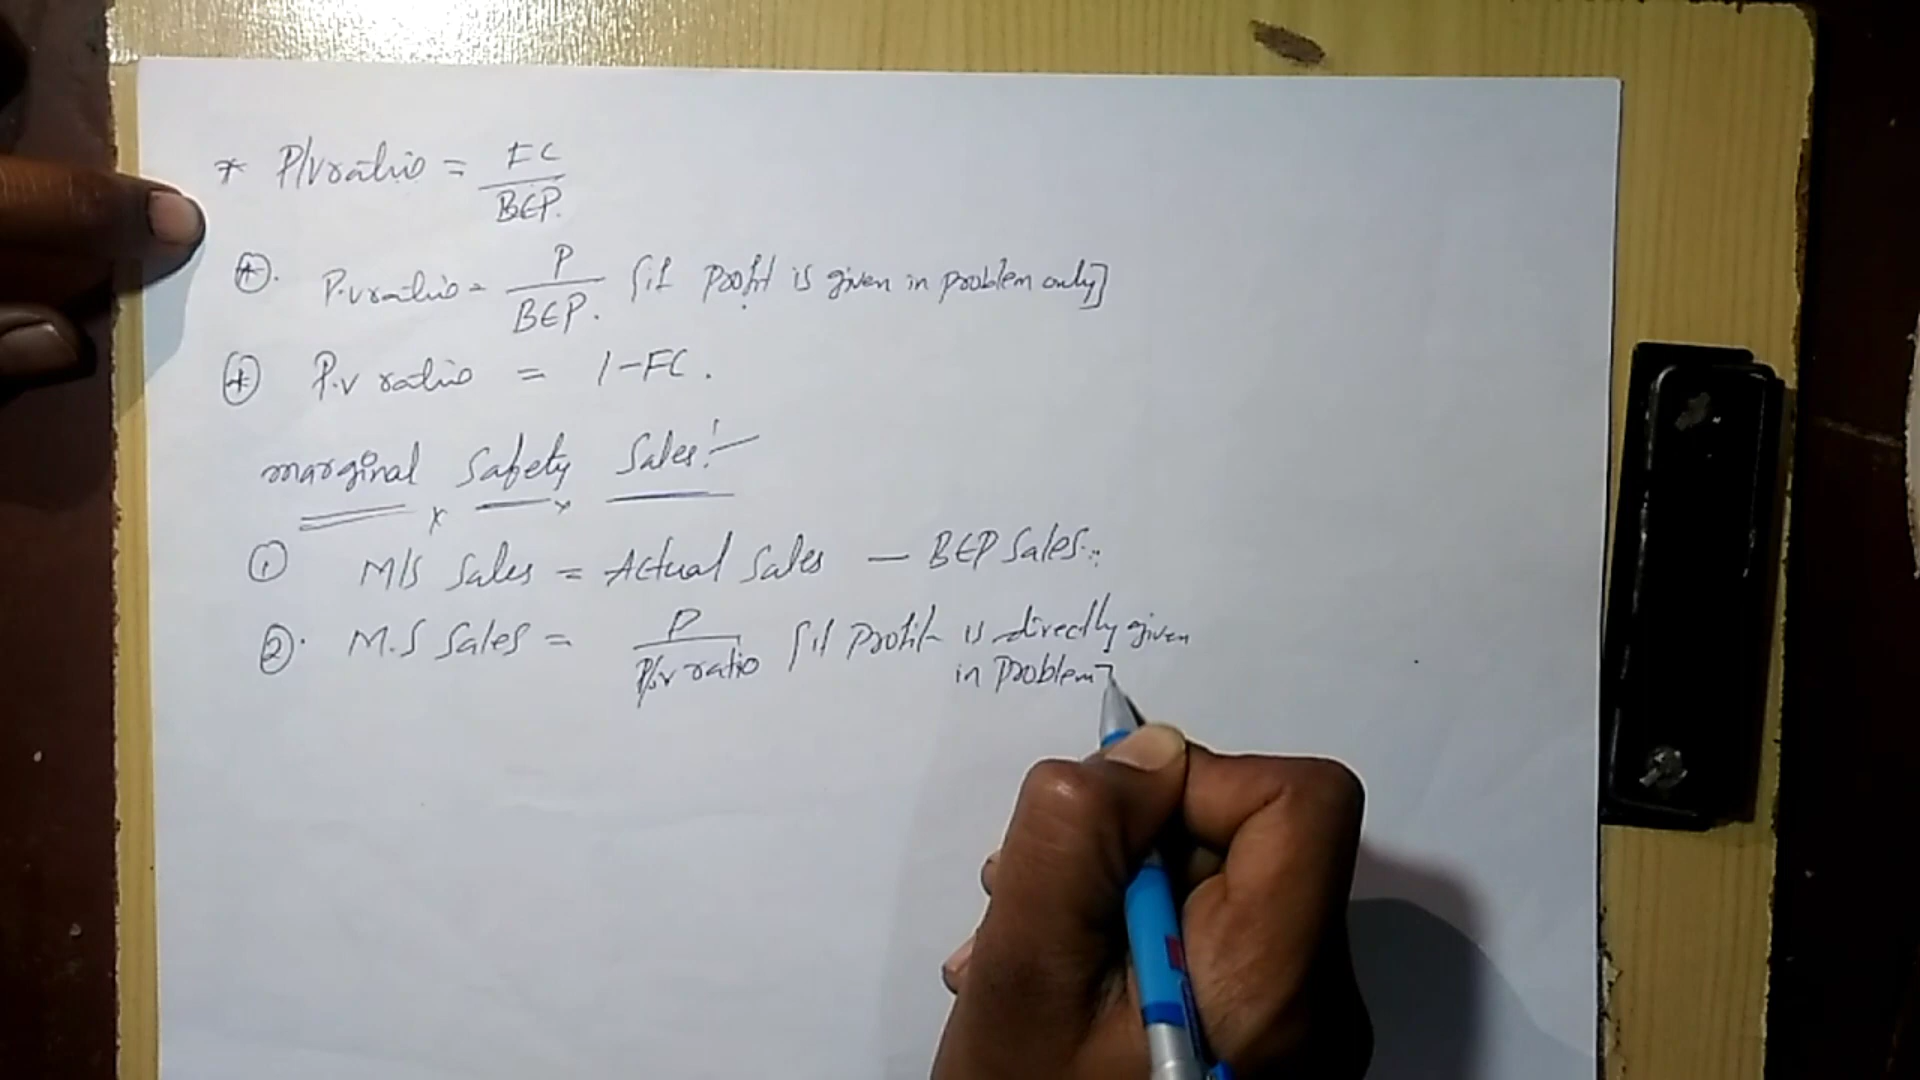 * P/V ratio = FC / BEP.
* P.v ratio = P / BEP. [if Profit is given in problem only]
* P.v ratio = 1-FC.
marginal Safety Sales:-
① M/S Sales = Actual Sales - BEP Sales.
②. M.S Sales = P / P/v ratio [if Profit is directly given
in Problem]